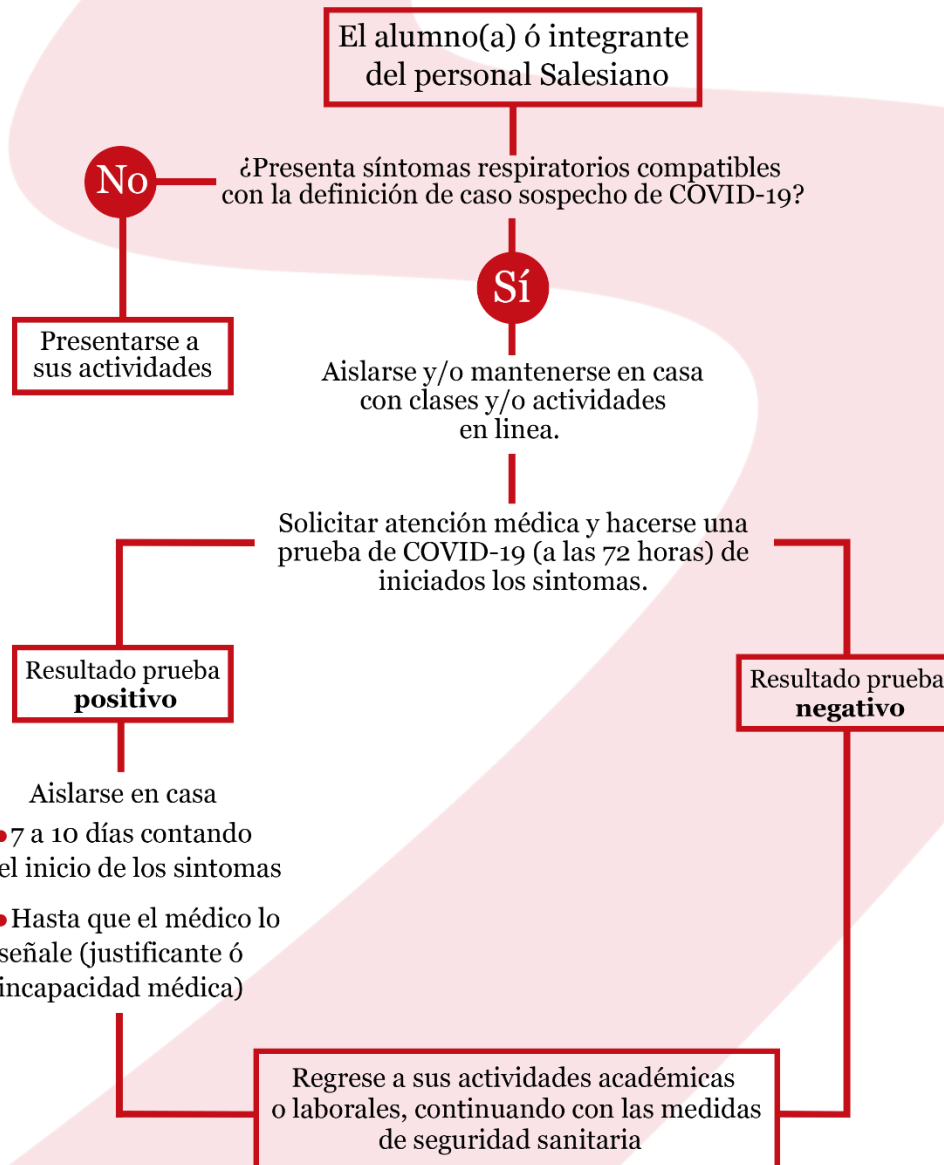 El alumno(a) ó integrante
del personal Salesiano
¿Presenta síntomas respiratorios compatibles
con la definición de caso sospecho de COVID-19?
No
Sí
Presentarse a
sus actividades
Aislarse y/o mantenerse en casa
con clases y/o actividades
en linea.
Solicitar atención médica y hacerse una
prueba de COVID-19 (a las 72 horas) de
iniciados los sintomas.
Resultado prueba
positivo
Resultado prueba
negativo
Aislarse en casa
•7 a 10 días contando
el inicio de los sintomas
•Hasta que el médico lo
señale (justificante ó
incapacidad médica)
Regrese a sus actividades académicas
o laborales, continuando con las medidas
de seguridad sanitaria